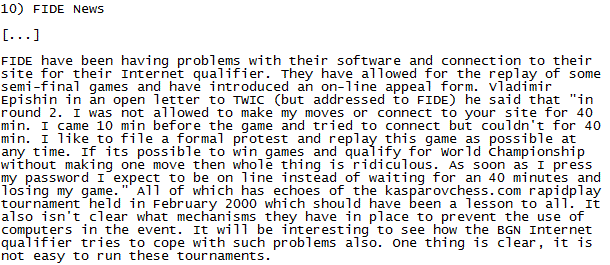 10) FIDE News
[...]
FIDE have been having problems with their software and connection to their
site for their Internet qualifier. They have allowed for the replay of some
semi-final games and have introduced an on-line appeal form. Vladimir
Epishin in an open letter to TWIC (but addressed to FIDE) he said that "in
round 2. I was not allowed to make my moves or connect to your site for 40
min. I came 10 min before the game and tried to connect but couldn't for 40
min. I like to file a formal protest and replay this game as possible at
any time. If its possible to win games and qualify for World Championship
without making one move then whole thing is ridiculous. As soon as I press
my password I expect to be on line instead of waiting for an 40 minutes and
losing my game." All of which has echoes of the kasparovchess.com rapidplay
tournament held in February 2000 which should have been a lesson to all. It
also isn't clear what mechanisms they have in place to prevent the use of
computers in the event. It will be interesting to see how the BGN Internet
qualifier tries to cope with such problems also. One thing is clear, it is
not easy to run these tournaments.